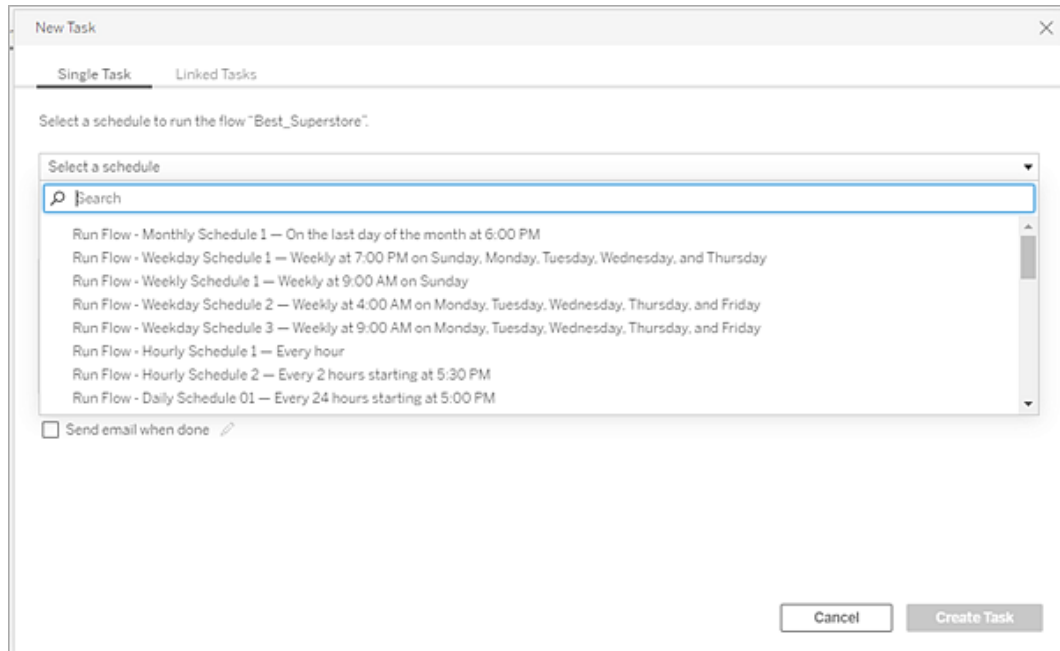 New Task
Single Task Linked Tasks
Select a schedule to run the flow "Best_Superstore".
Select a schedule
Search
Run Flow - Monthly Schedule 1 — On the last day of the month at 6:00 PM
Run Flow - Weekday Schedule 1 — Weekly at 7:00 PM on Sunday, Monday, Tuesday, Wednesday, and Thursday
Run Flow - Weekly Schedule 1 — Weekly at 9:00 AM on Sunday
Run Flow - Weekday Schedule 2 — Weekly at 4:00 AM on Monday, Tuesday, Wednesday, Thursday, and Friday
Run Flow - Weekday Schedule 3 — Weekly at 9:00 AM on Monday, Tuesday, Wednesday, Thursday, and Friday
Run Flow - Hourly Schedule 1 — Every hour
Run Flow - Hourly Schedule 2 — Every 2 hours starting at 5:30 PM
Run Flow - Daily Schedule 01 — Every 24 hours starting at 5:00 PM
Send email when done
Cancel Create Task